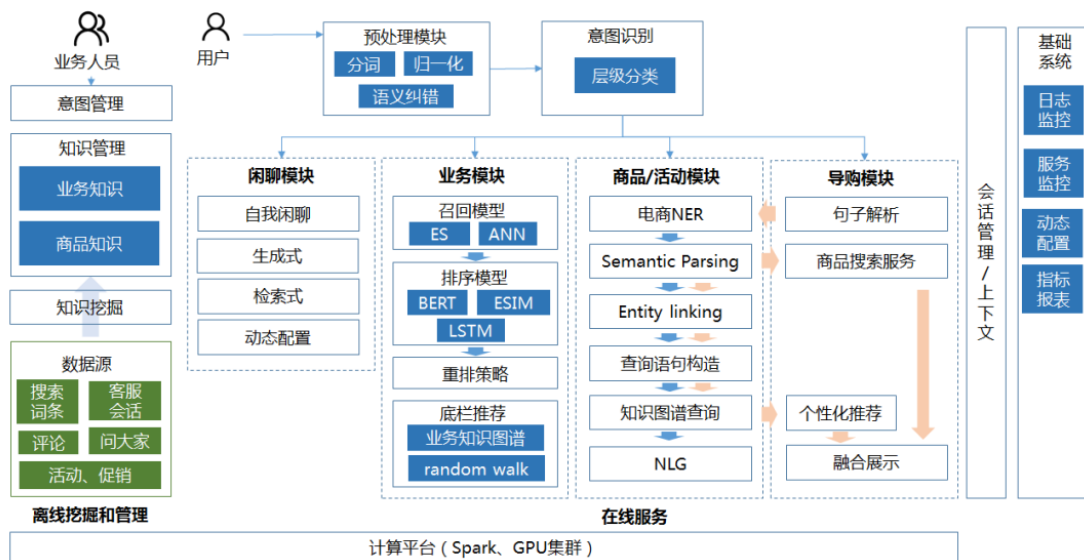 业务人员
意图管理
知识管理
业务知识
商品知识
知识挖掘
数据源
搜索
词条
客服
会话
评论
问大家
活动、促销
离线挖掘和管理
用户
预处理模块
分词
归一化
语义纠错
意图识别
层级分类
闲聊模块
自我闲聊
生成式
检索式
动态配置
业务模块
召回模型
ES
ANN
排序模型
BERT
ESIM
LSTM
重排策略
底栏推荐
业务知识图谱
random walk
商品/活动模块
电商NER
Semantic Parsing
Entity linking
查询语句构造
知识图谱查询
NLG
导购模块
句子解析
商品搜索服务
个性化推荐
融合展示
在线服务
会话管理/上下文
基础
系统
日志
监控
服务
监控
动态
配置
指标
报表
计算平台（Spark、GPU集群）